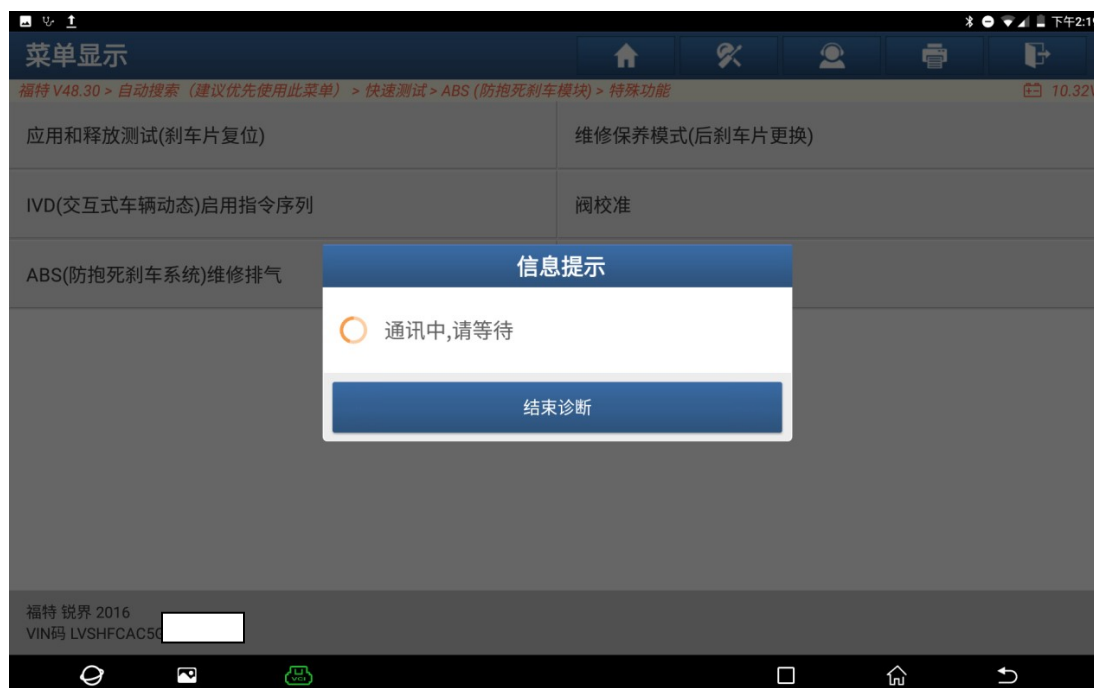 下午2:19
菜单显示
福特 V48.30 > 自动搜索（建议优先使用此菜单）> 快速测试 > ABS (防抱死刹车模块) > 特殊功能
10.32V
应用和释放测试(刹车片复位)
维修保养模式(后刹车片更换)
IVD(交互式车辆动态)启用指令序列
阀校准
ABS(防抱死刹车系统)维修排气
信息提示
通讯中,请等待
结束诊断
福特 锐界 2016
VIN码 LVSHFCAC5
VCI